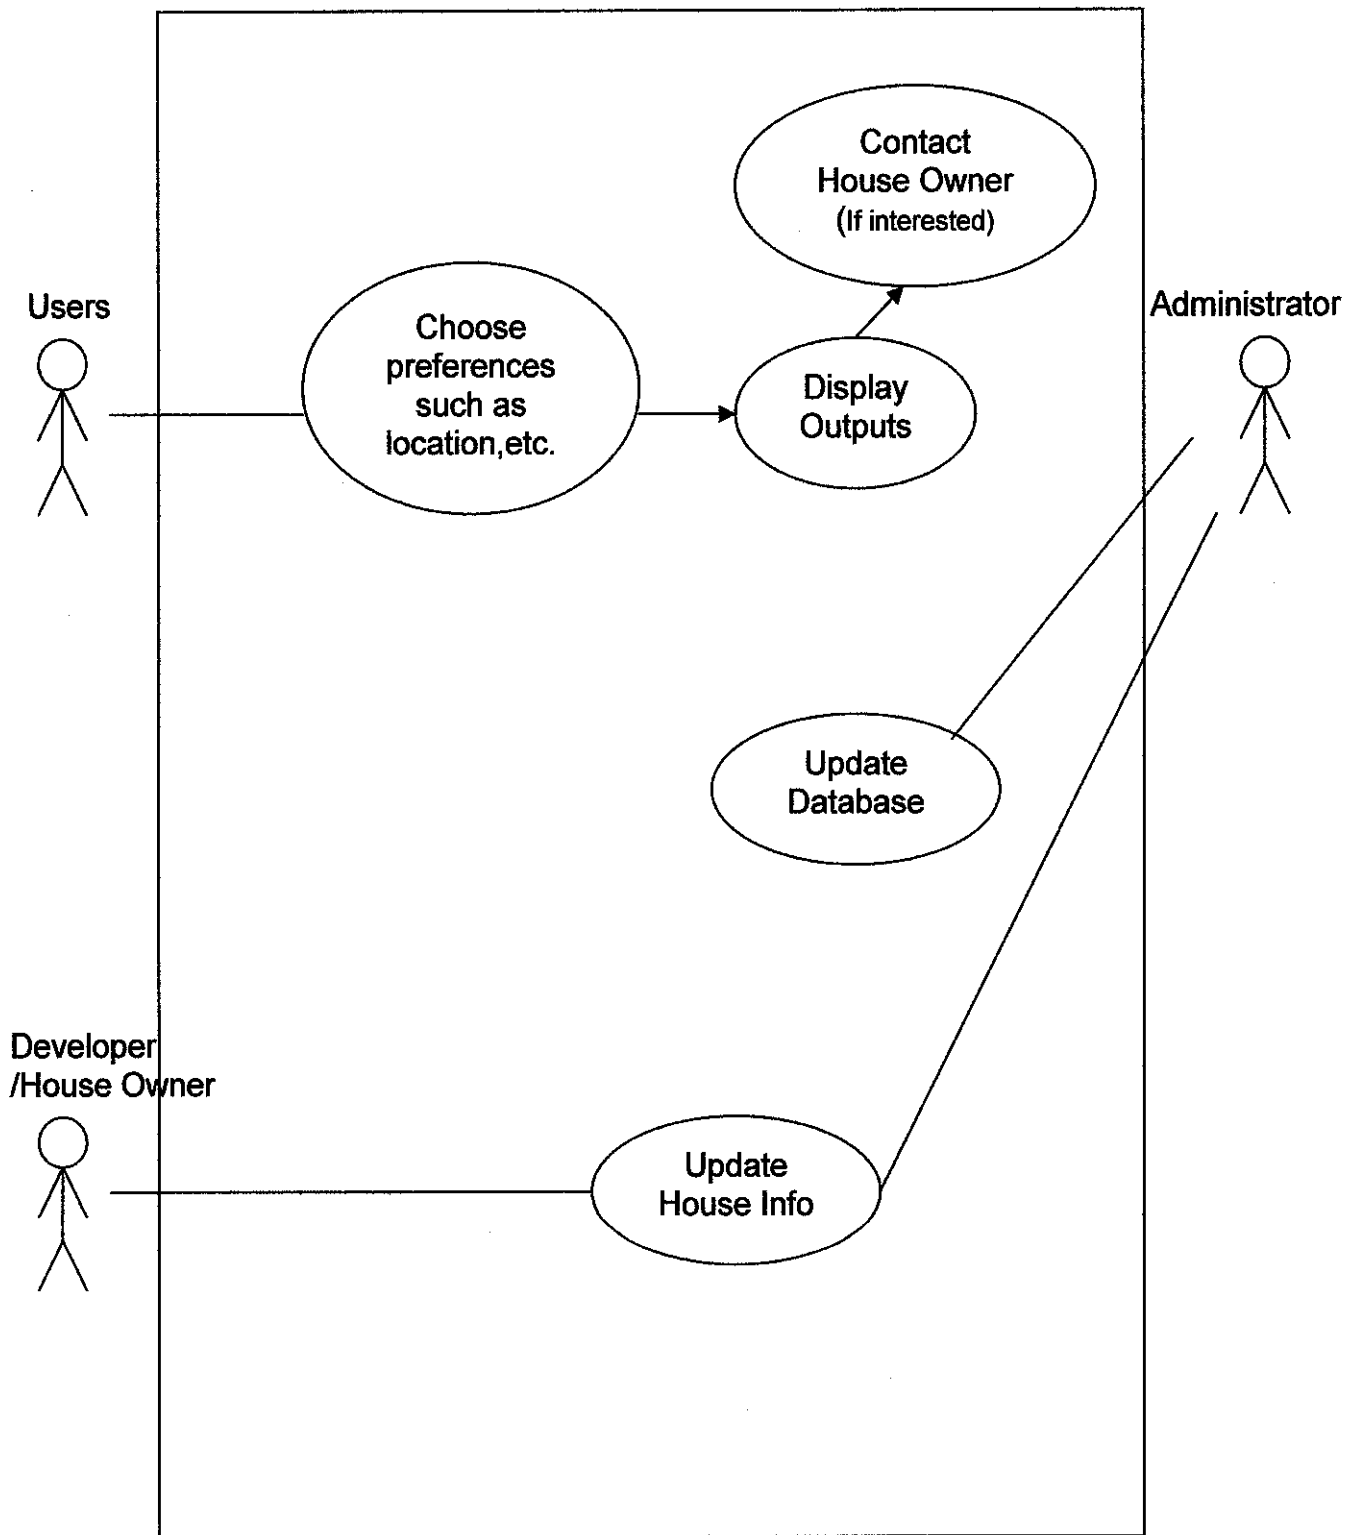 Contact
House Owner
(If interested)
Users
Administrator
Choose
preferences
such as
location,etc.
Display
Outputs
Update
Database
Developer
/House Owner
Update
House Info